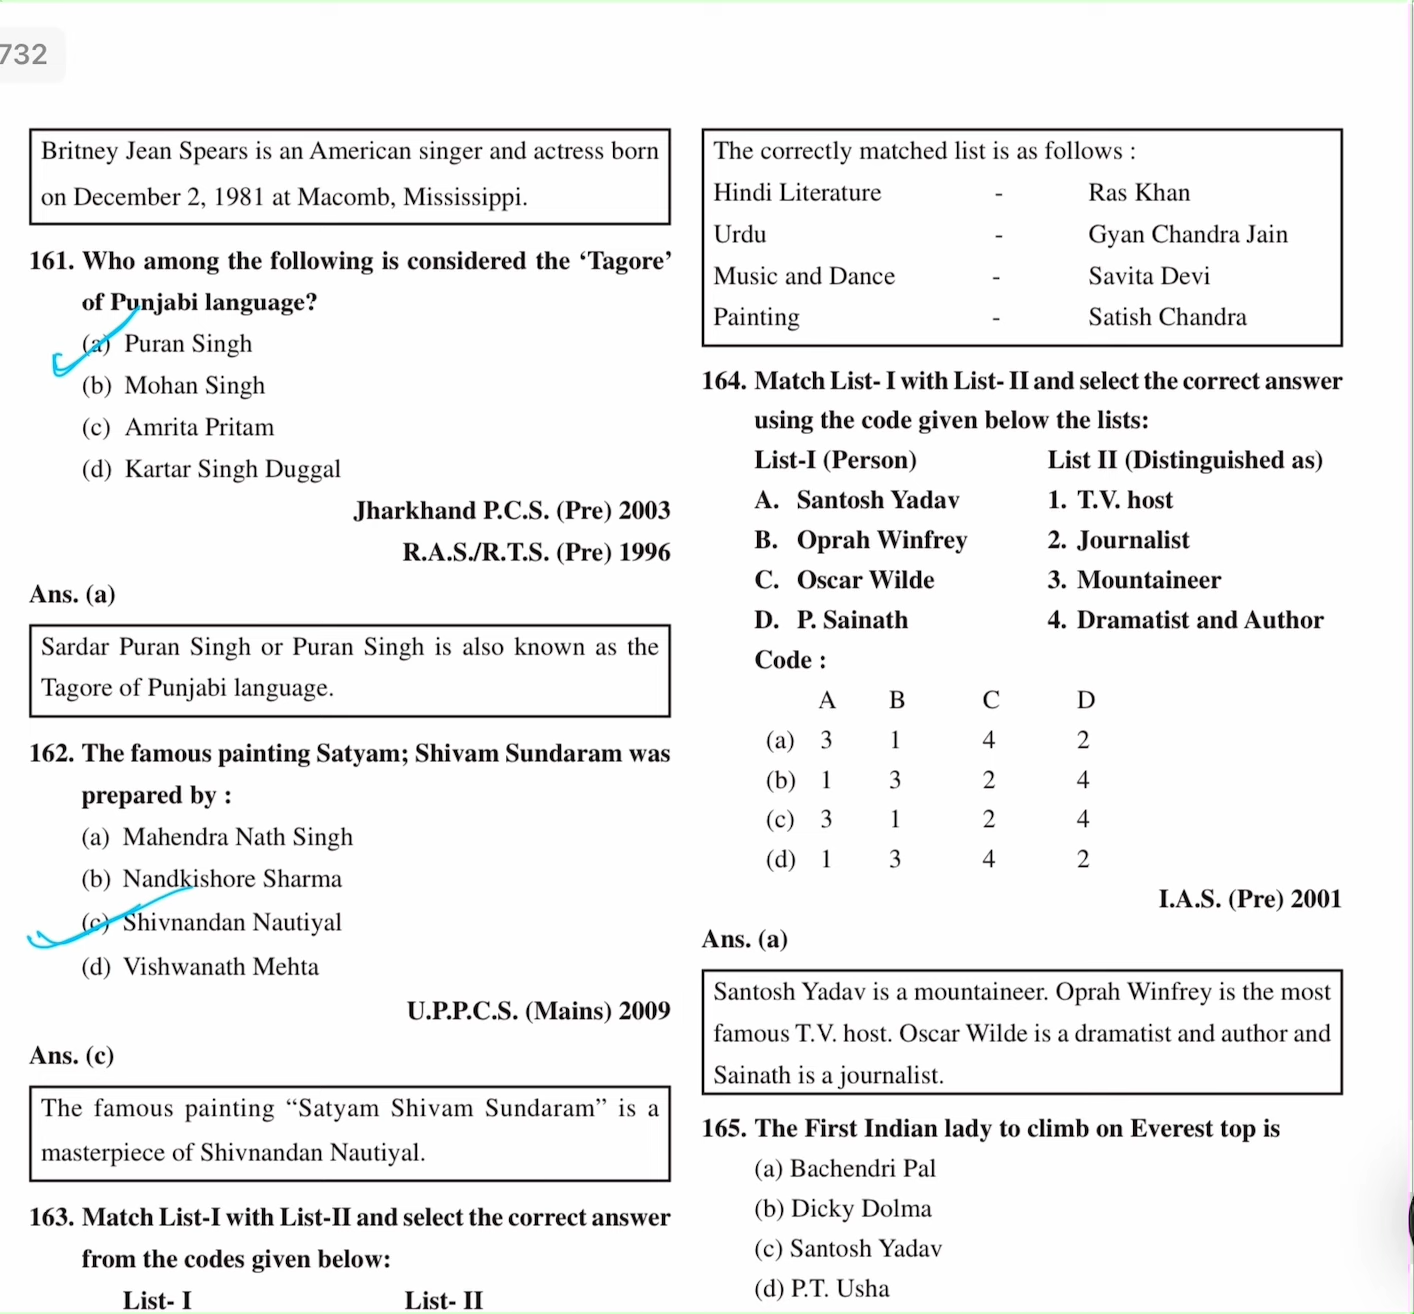 732
Britney Jean Spears is an American singer and actress born
on December 2, 1981 at Macomb, Mississippi.
161. Who among the following is considered the ‘Tagore’
of Punjabi language?
(a) Puran Singh
(b) Mohan Singh
(c) Amrita Pritam
(d) Kartar Singh Duggal
Jharkhand P.C.S. (Pre) 2003
R.A.S./R.T.S. (Pre) 1996
Ans. (a)
Sardar Puran Singh or Puran Singh is also known as the
Tagore of Punjabi language.
162. The famous painting Satyam; Shivam Sundaram was
prepared by :
(a) Mahendra Nath Singh
(b) Nandkishore Sharma
(c) Shivnandan Nautiyal
(d) Vishwanath Mehta
U.P.P.C.S. (Mains) 2009
Ans. (c)
The famous painting “Satyam Shivam Sundaram” is a
masterpiece of Shivnandan Nautiyal.
163. Match List-I with List-II and select the correct answer
from the codes given below:
List- I List- II
The correctly matched list is as follows :
Hindi Literature - Ras Khan
Urdu - Gyan Chandra Jain
Music and Dance - Savita Devi
Painting - Satish Chandra
164. Match List- I with List- II and select the correct answer
using the code given below the lists:
List-I (Person) List II (Distinguished as)
A. Santosh Yadav 1. T.V. host
B. Oprah Winfrey 2. Journalist
C. Oscar Wilde 3. Mountaineer
D. P. Sainath 4. Dramatist and Author
Code :
A B C D
(a) 3 1 4 2
(b) 1 3 2 4
(c) 3 1 2 4
(d) 1 3 4 2
I.A.S. (Pre) 2001
Ans. (a)
Santosh Yadav is a mountaineer. Oprah Winfrey is the most
famous T.V. host. Oscar Wilde is a dramatist and author and
Sainath is a journalist.
165. The First Indian lady to climb on Everest top is
(a) Bachendri Pal
(b) Dicky Dolma
(c) Santosh Yadav
(d) P.T. Usha